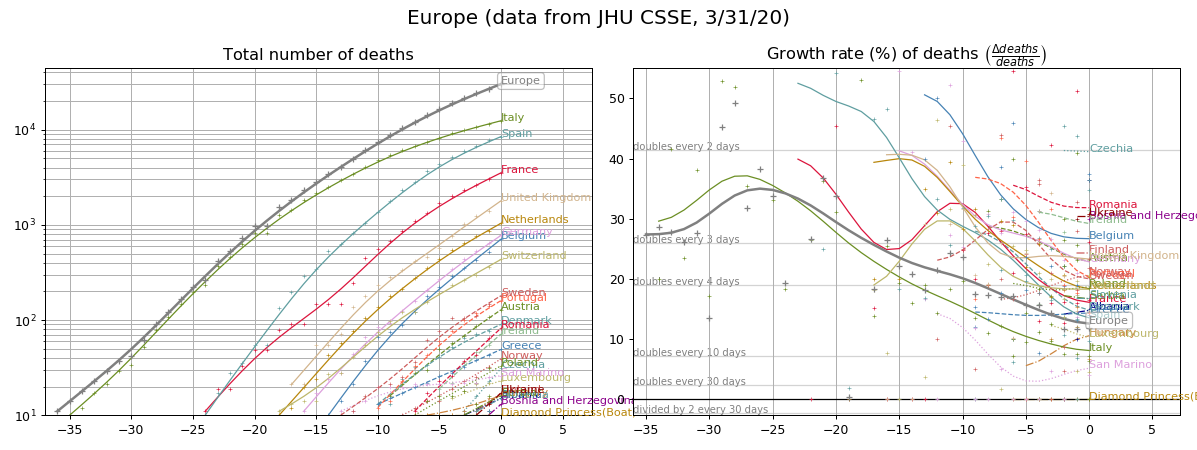 Europe (data from JHU CSSE, 3/31/20)
Total number of deaths
Europe
Italy
Spain
France
United Kingdom
Netherlands
Germany
Belgium
Switzerland
Sweden
Portugal
Austria
Denmark
Romania
Ireland
Greece
Norway
Poland
Czechia
San Marino
Luxembourg
Ukraine
Bosnia and Herzegovina
Diamond Princess(Boat
10⁴
10³
10²
10¹
−35 −30 −25 −20 −15 −10 −5 0 5
Growth rate (%) of deaths (Δdeaths/deaths)
doubles every 2 days
doubles every 3 days
doubles every 4 days
doubles every 10 days
doubles every 30 days
divided by 2 every 30 days
Czechia
Romania
Ukraine
Bosnia and Herzego
Ireland
Belgium
Finland
United Kingdom
Austria
Norway
Sweden
Poland
Netherlands
Slovenia
France
Albania
Denmark
Spain
Europe
Hungary
Luxembourg
Italy
San Marino
Diamond Princess(B
50
40
30
20
10
0
−35 −30 −25 −20 −15 −10 −5 0 5